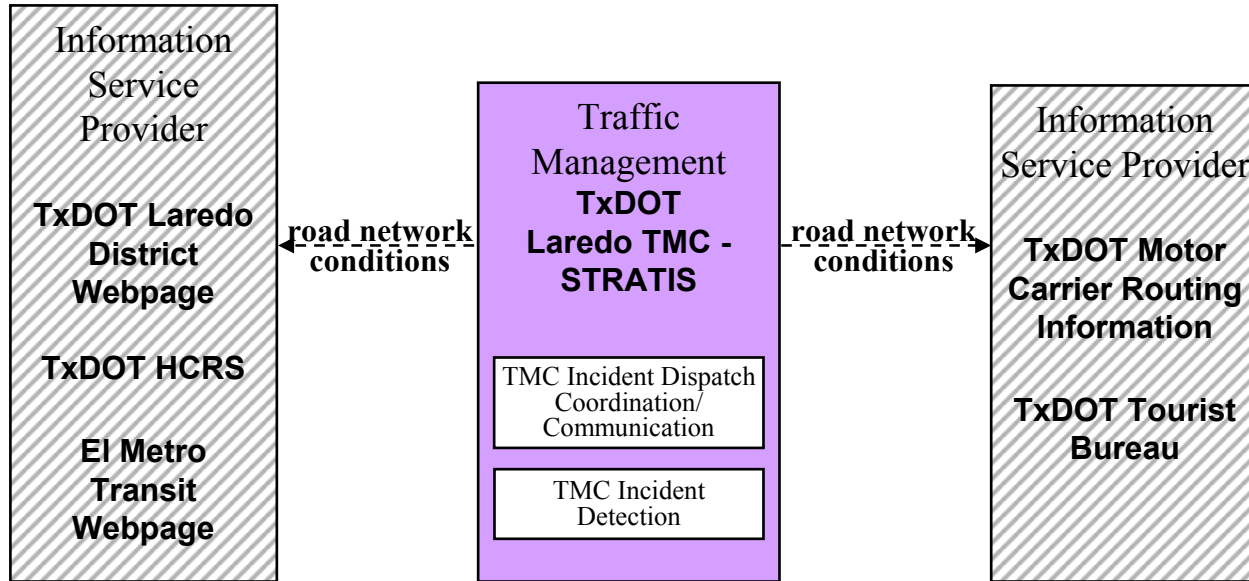 Information
Service
Provider
TxDOT Laredo
District
Webpage
TxDOT HCRS
El Metro
Transit
Webpage
road network
conditions
Traffic
Management
TxDOT
Laredo TMC -
STRATIS
TMC Incident Dispatch
Coordination/
Communication
TMC Incident
Detection
road network
conditions
Information
Service Provider
TxDOT Motor
Carrier Routing
Information
TxDOT Tourist
Bureau